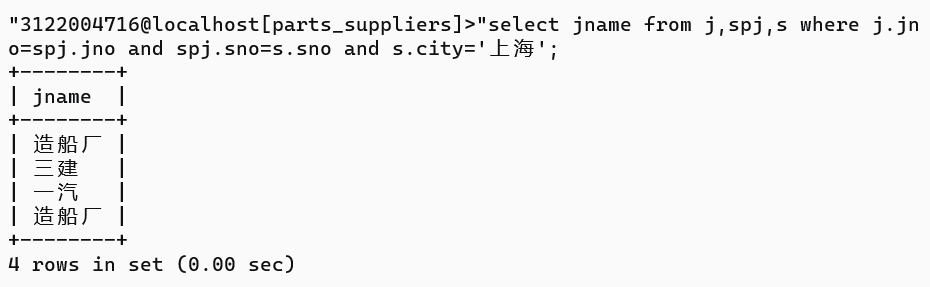 "3122004716@localhost[parts_suppliers]>"select jname from j,spj,s where j.jn
o=spj.jno and spj.sno=s.sno and s.city='上海';
+--------+
| jname  |
+--------+
| 造船厂 |
| 三建   |
| 一汽   |
| 造船厂 |
+--------+
4 rows in set (0.00 sec)